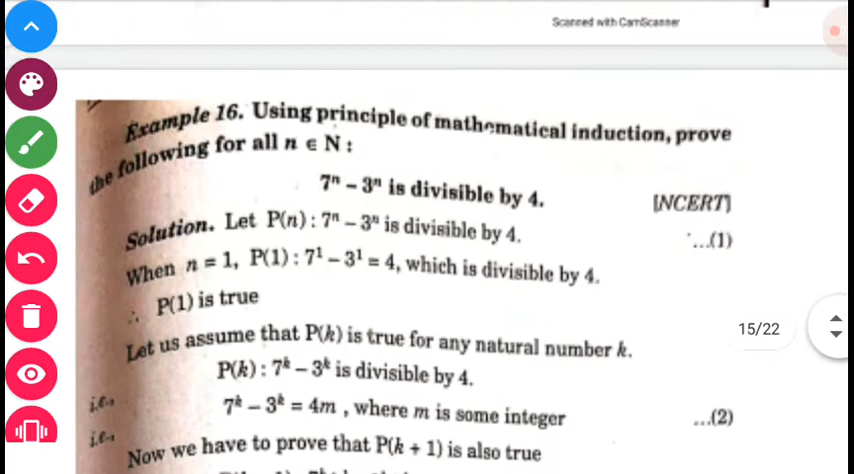 Scanned with CamScanner
Example 16. Using principle of mathematical induction, prove
the following for all n ∈ N :
7ⁿ – 3ⁿ is divisible by 4. [NCERT]
Solution. Let P(n) : 7ⁿ – 3ⁿ is divisible by 4. ...(1)
When n = 1, P(1) : 7¹ – 3¹ = 4, which is divisible by 4.
∴ P(1) is true
Let us assume that P(k) is true for any natural number k.
i.e., P(k) : 7ᵏ – 3ᵏ is divisible by 4.
i.e., 7ᵏ – 3ᵏ = 4m , where m is some integer ...(2)
Now we have to prove that P(k + 1) is also true
15/22